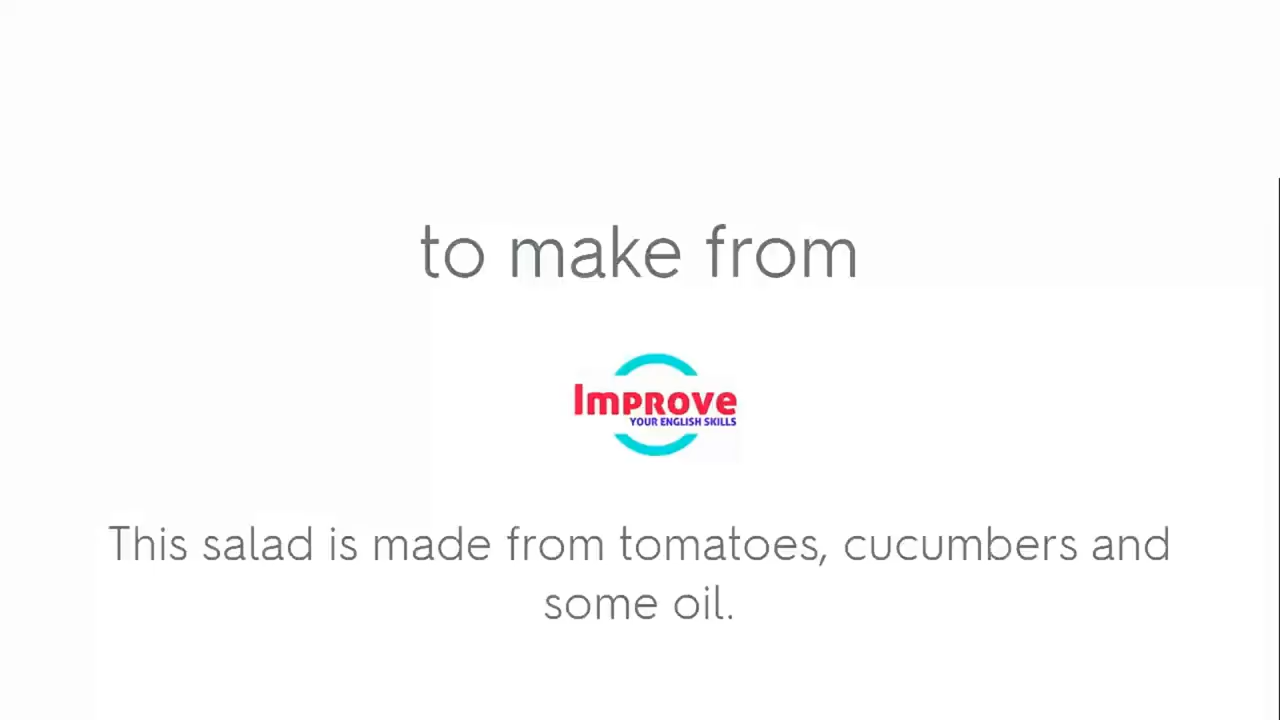 to make from
Improve
YOUR ENGLISH SKILLS
This salad is made from tomatoes, cucumbers and
some oil.